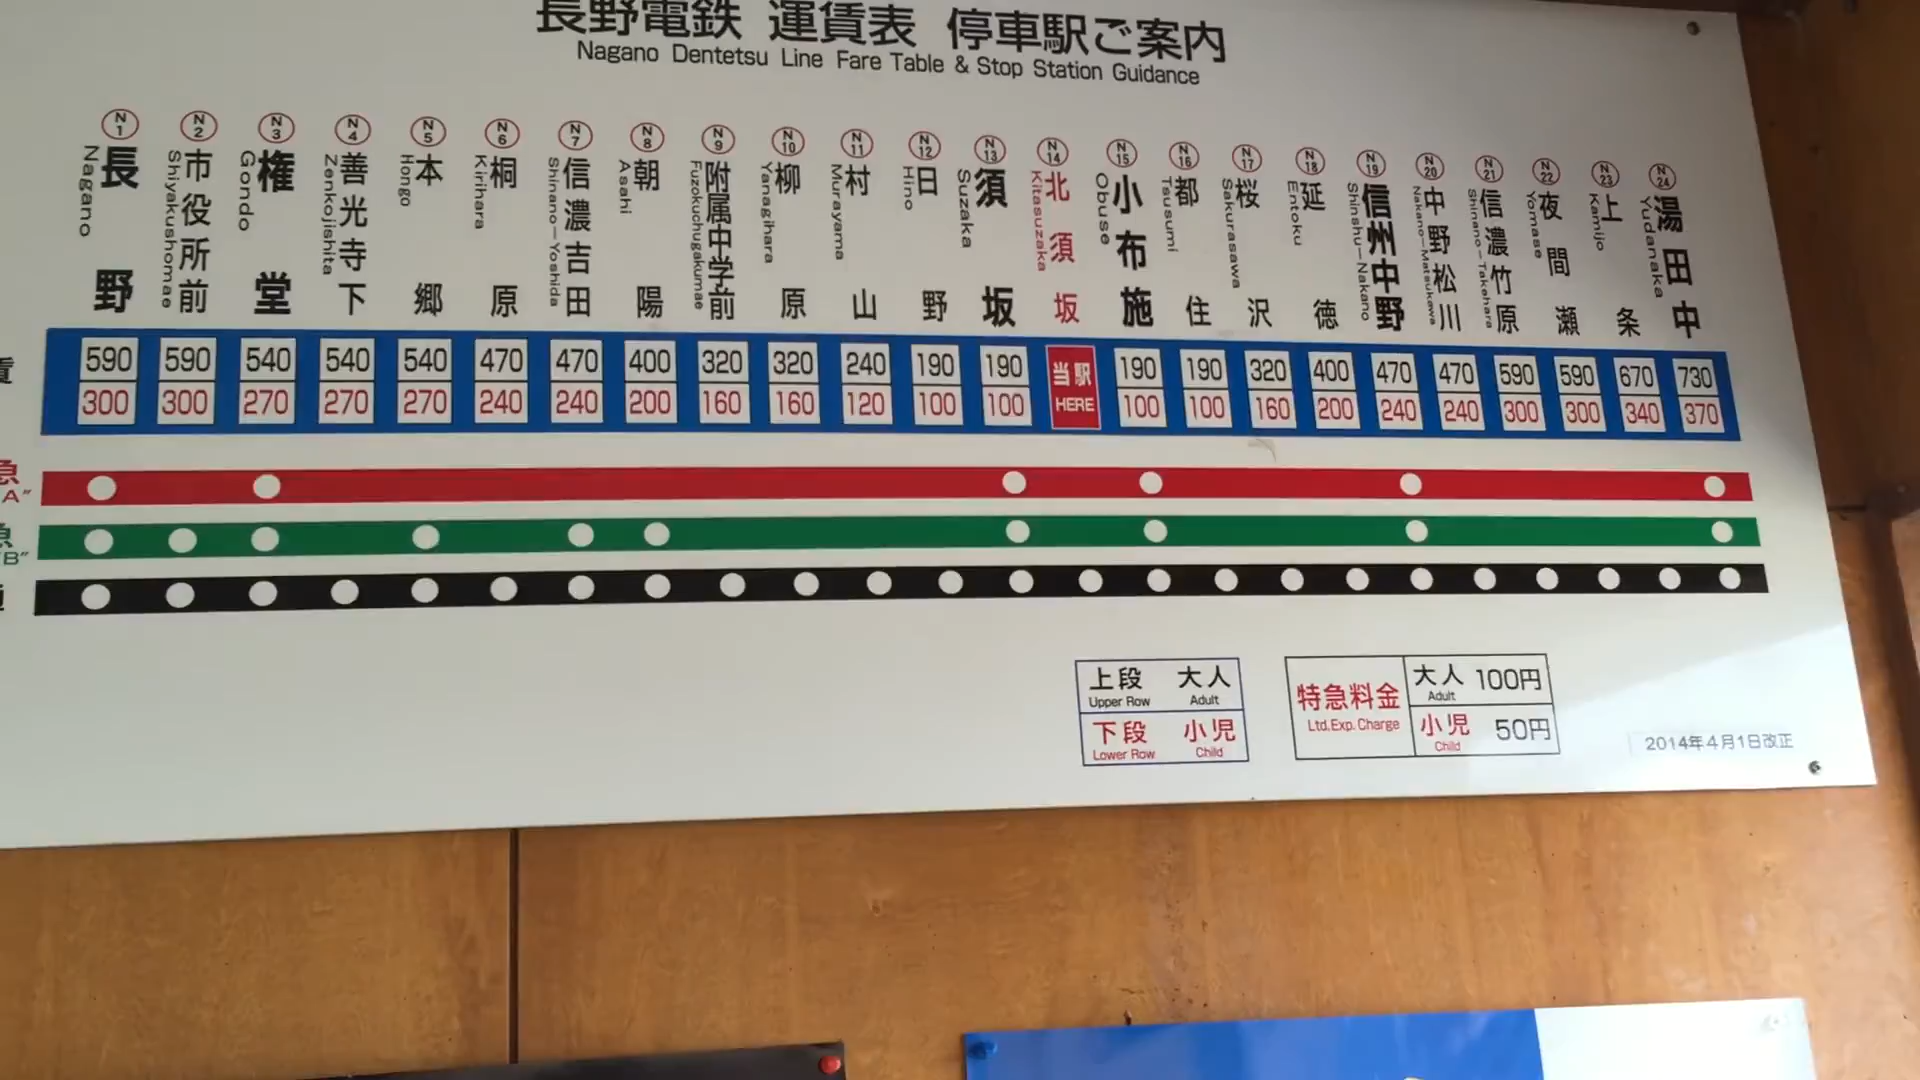 長野電鉄 運賃表 停車駅ご案内
Nagano Dentetsu Line Fare Table & Stop Station Guidance
N1 長野 Nagano
N2 市役所前 Shiyakushomae
N3 権堂 Gondo
N4 善光寺下 Zenkojishita
N5 本郷 Hongo
N6 桐原 Kirihara
N7 信濃吉田 Shinano-Yoshida
N8 朝陽 Asahi
N9 附属中学前 Fuzokuchugakumae
N10 柳原 Yanagihara
N11 村山 Murayama
N12 日野 Hino
N13 須坂 Suzaka
N14 北須坂 Kitasuzaka
N15 小布施 Obuse
N16 都住 Tsusumi
N17 桜沢 Sakurasawa
N18 延徳 Entoku
N19 信州中野 Shinshu-Nakano
N20 中野松川 Nakano-Matsukawa
N21 信濃竹原 Shinano-Takehara
N22 夜間瀬 Yomase
N23 上条 Kamijo
N24 湯田中 Yudanaka
590 590 540 540 540 470 470 400 320 320 240 190 190 当駅 190 190 320 400 470 470 590 590 670 730
300 300 270 270 270 240 240 200 160 160 120 100 100 HERE 100 100 160 200 240 240 300 300 340 370
急
A"
急
"B"
上段 大人
Upper Row Adult
下段 小児
Lower Row Child
特急料金
Ltd.Exp.Charge
大人 100円
Adult
小児 50円
Child
2014年4月1日改正